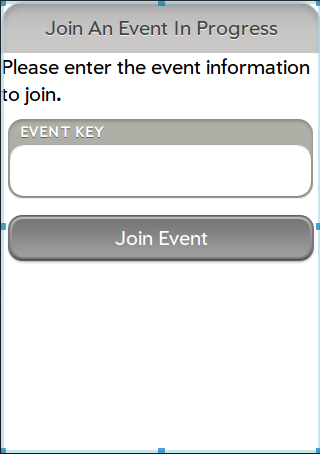 Join An Event In Progress
Please enter the event information
to join.
EVENT KEY
Join Event